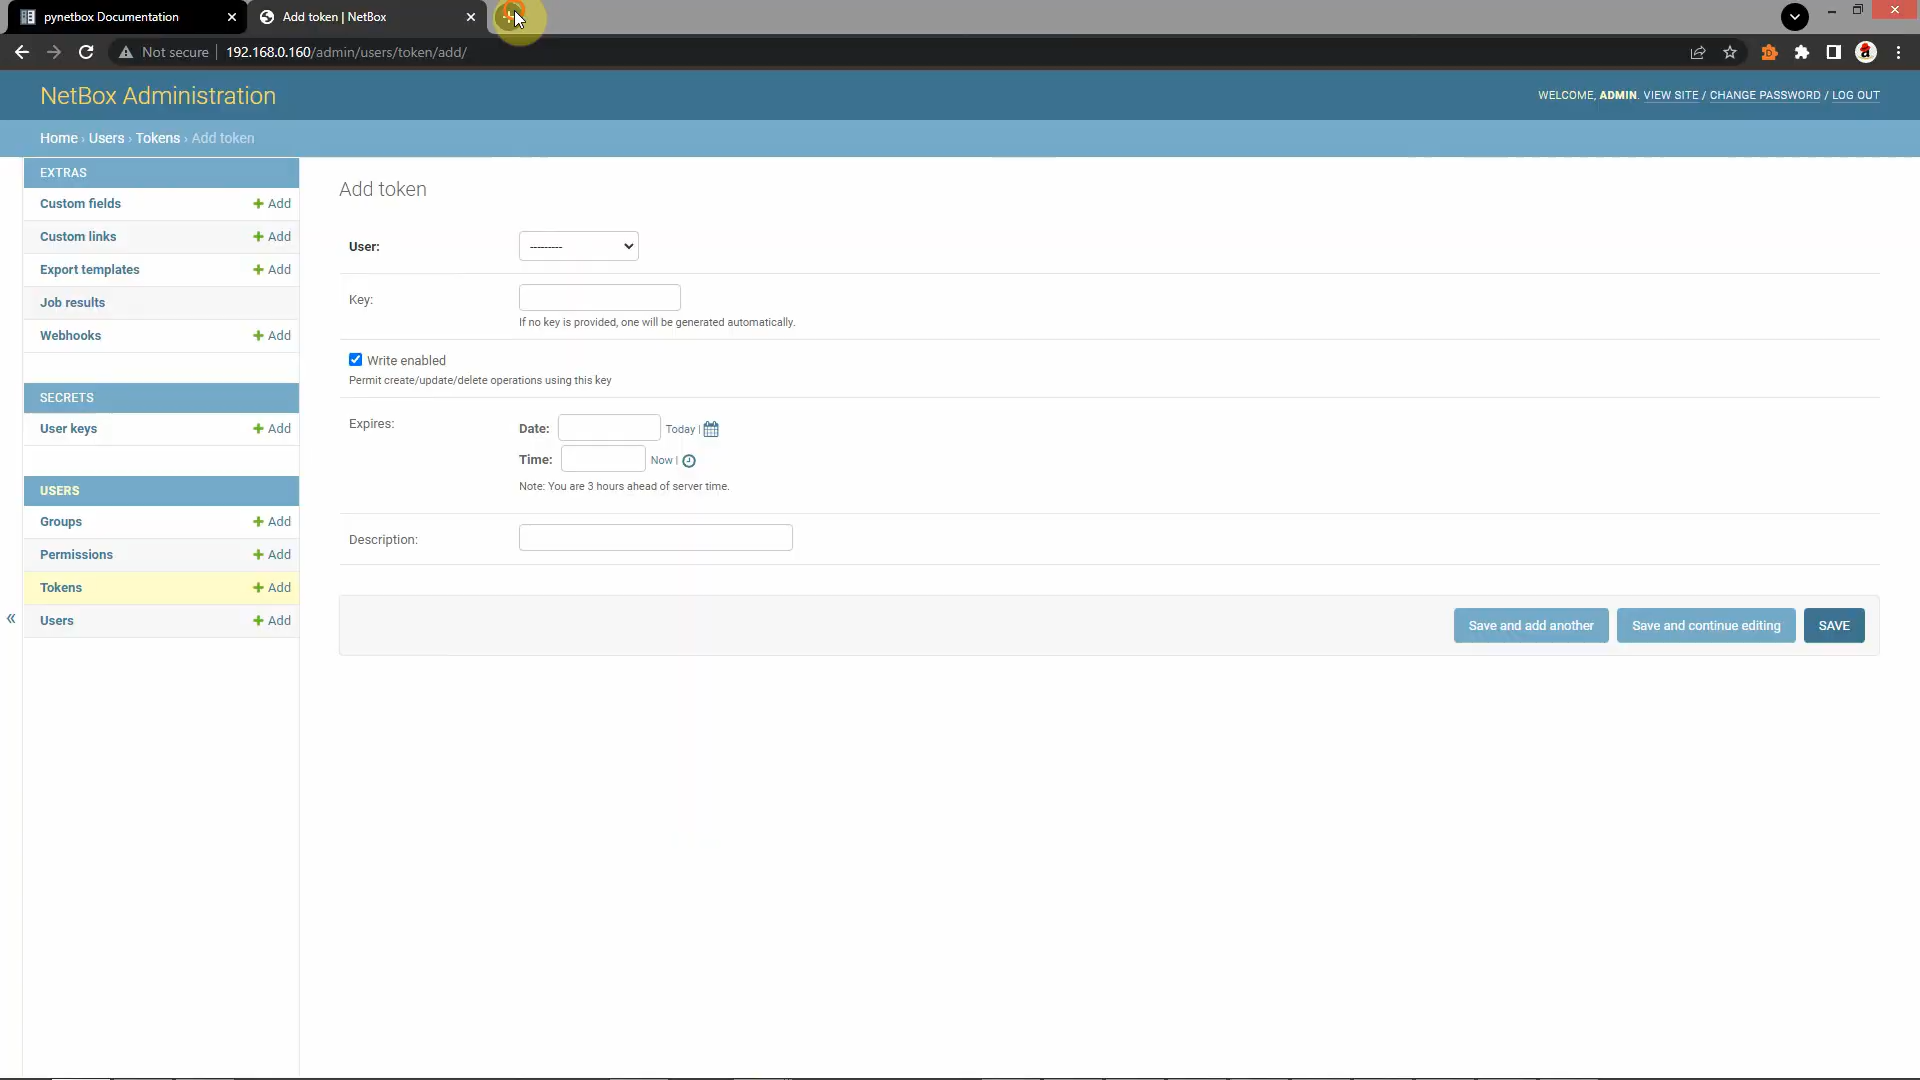 pynetbox Documentation
Add token | NetBox
Not secure
192.168.0.160/admin/users/token/add/
NetBox Administration
WELCOME, ADMIN. VIEW SITE / CHANGE PASSWORD / LOG OUT
Home › Users › Tokens › Add token
EXTRAS
Custom fields + Add
Custom links + Add
Export templates + Add
Job results
Webhooks + Add
SECRETS
User keys + Add
USERS
Groups + Add
Permissions + Add
Tokens + Add
Users + Add
«
Add token
User: ---------
Key:
If no key is provided, one will be generated automatically.
Write enabled
Permit create/update/delete operations using this key
Expires:
Date: Today |
Time: Now |
Note: You are 3 hours ahead of server time.
Description:
Save and add another
Save and continue editing
SAVE